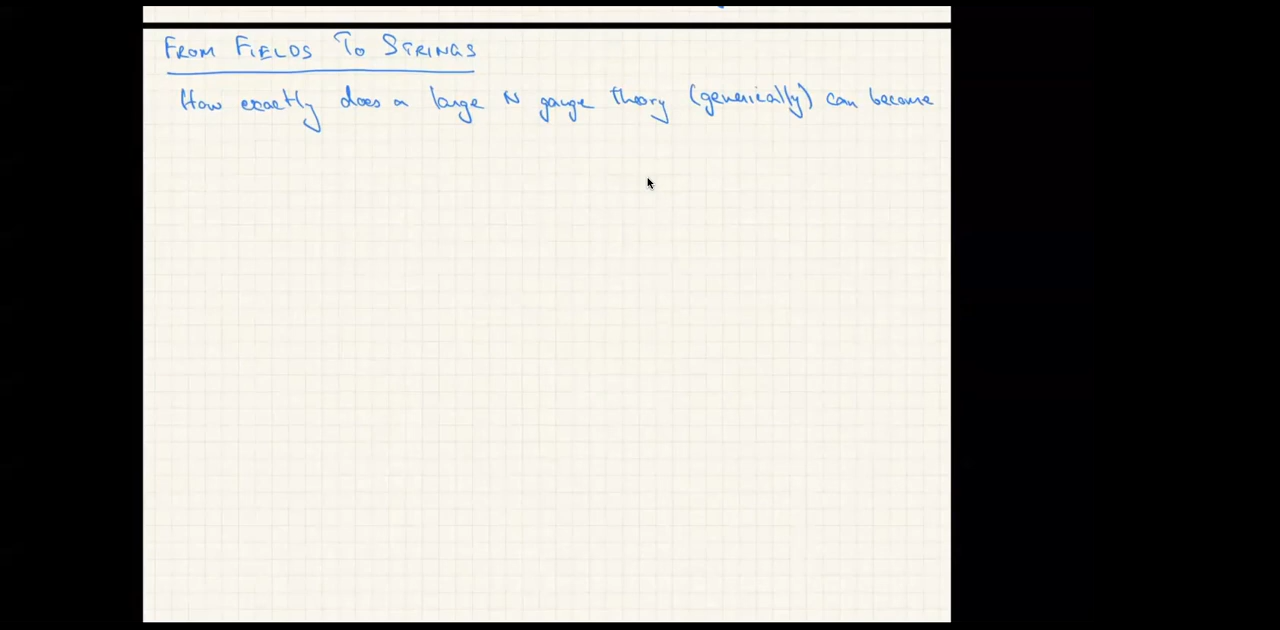 FROM FIELDS TO STRINGS
How exactly does a large N gauge theory (generically) can become